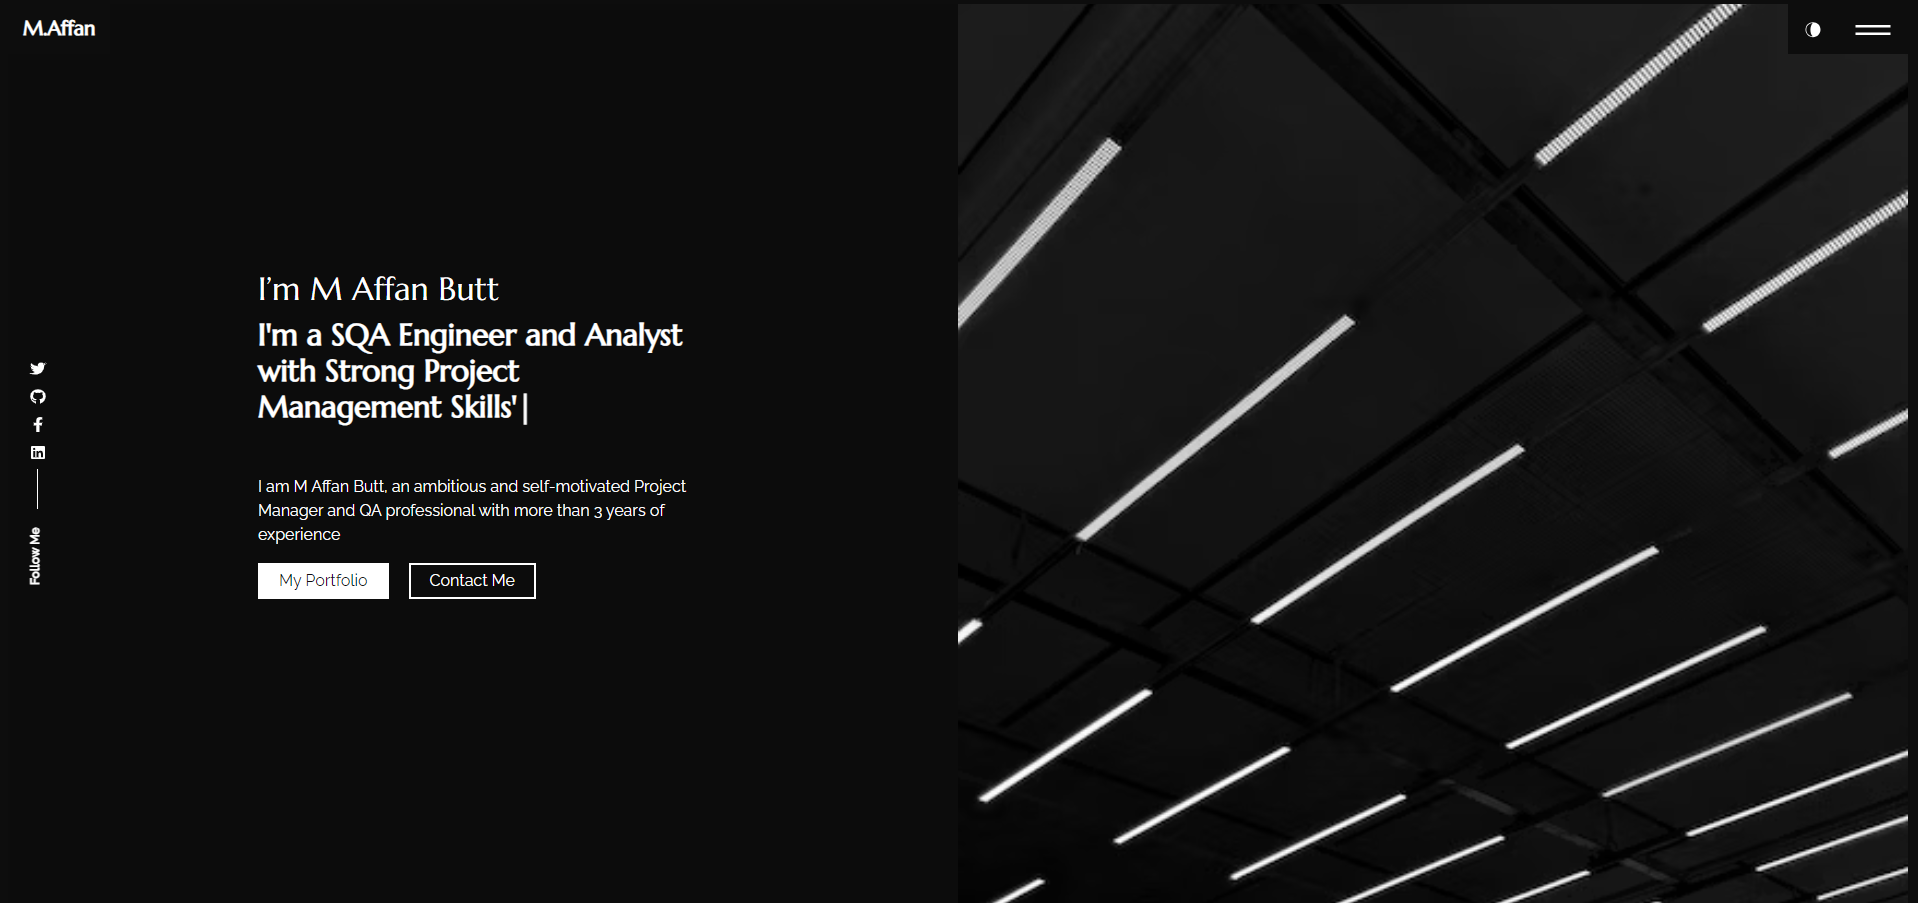 M.Affan
I’m M Affan Butt
I'm a SQA Engineer and Analyst
with Strong Project
Management Skills'|
I am M Affan Butt, an ambitious and self-motivated Project
Manager and QA professional with more than 3 years of
experience
My Portfolio
Contact Me
Follow Me